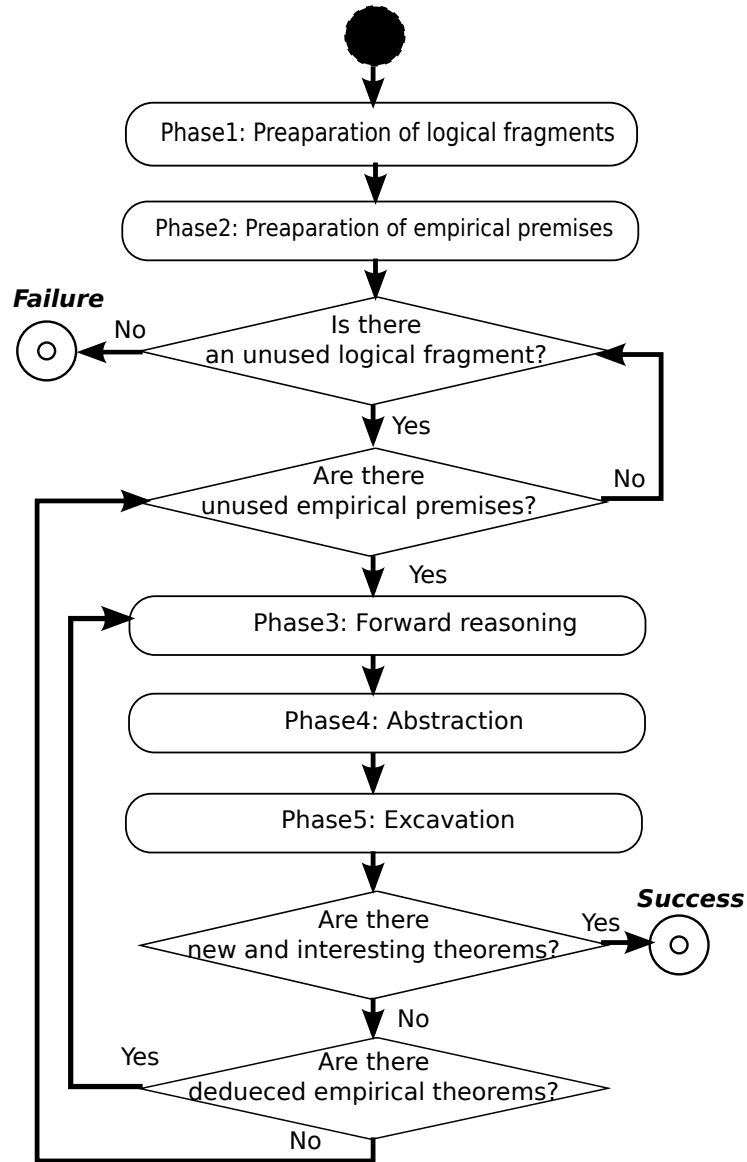 Phase1: Preaparation of logical fragments
Phase2: Preaparation of empirical premises
Failure
No
Is there
an unused logical fragment?
Yes
Are there
unused empirical premises?
No
Yes
Phase3: Forward reasoning
Phase4: Abstraction
Phase5: Excavation
Success
Are there
new and interesting theorems?
Yes
No
Yes
Are there
dedueced empirical theorems?
No